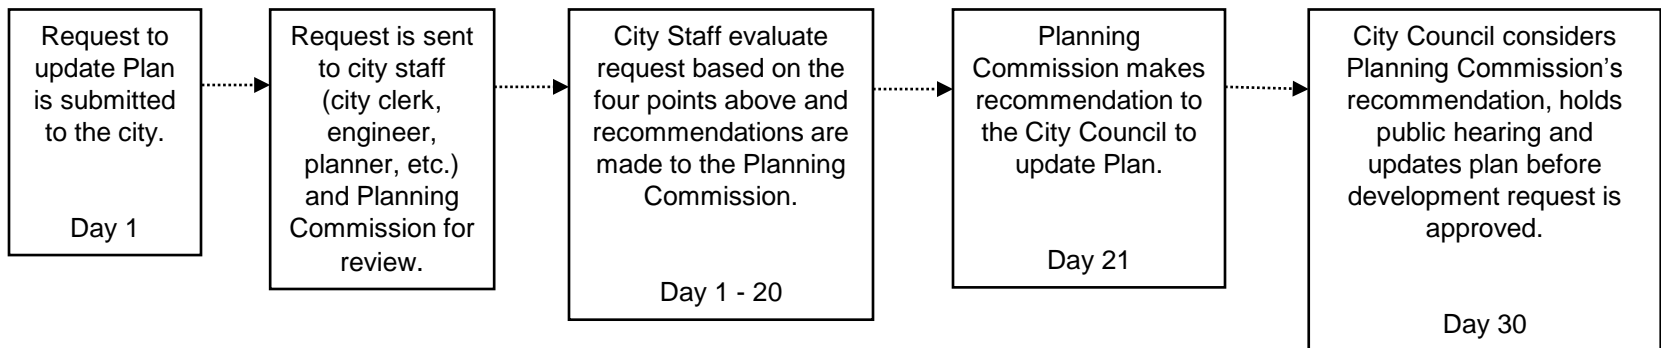 Request to
update Plan
is submitted
to the city.
Day 1
Request is sent
to city staff
(city clerk,
engineer,
planner, etc.)
and Planning
Commission for
review.
City Staff evaluate
request based on the
four points above and
recommendations are
made to the Planning
Commission.
Day 1 - 20
Planning
Commission makes
recommendation to
the City Council to
update Plan.
Day 21
City Council considers
Planning Commission’s
recommendation, holds
public hearing and
updates plan before
development request is
approved.
Day 30